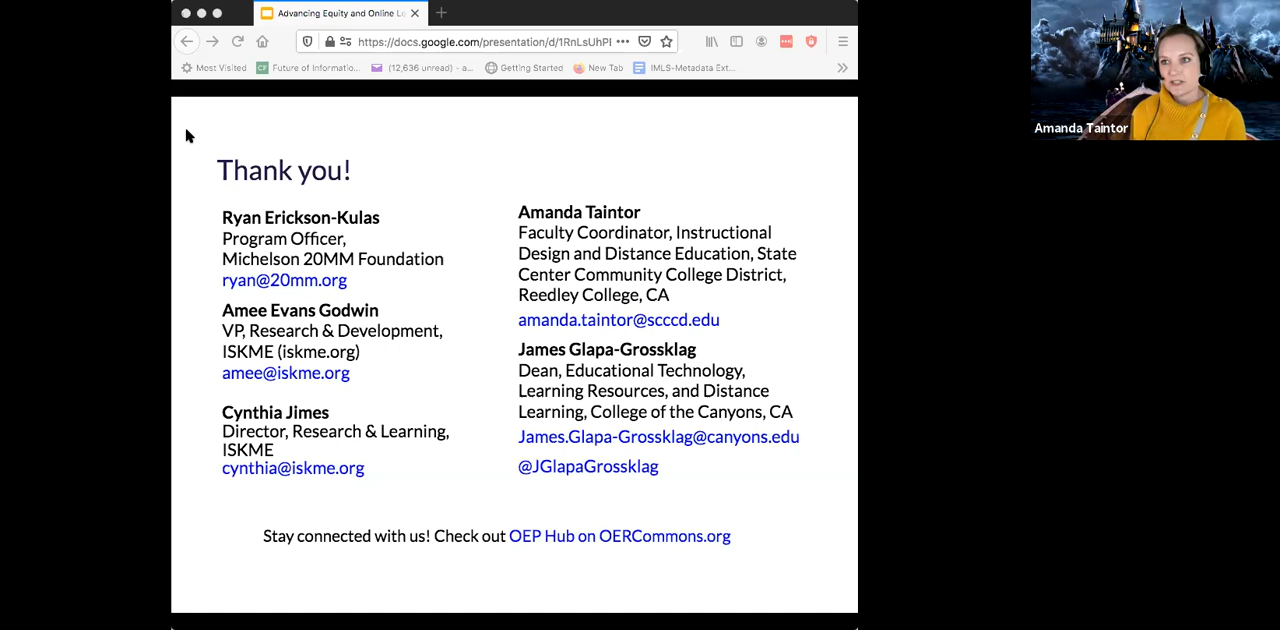 Advancing Equity and Online Le
https://docs.google.com/presentation/d/1RnLsUhPI
Most Visited
Future of Informatio...
(12,636 unread) - a...
Getting Started
New Tab
IMLS-Metadata Ext...
Amanda Taintor
Thank you!
Ryan Erickson-Kulas
Program Officer,
Michelson 20MM Foundation
ryan@20mm.org
Amee Evans Godwin
VP, Research & Development,
ISKME (iskme.org)
amee@iskme.org
Cynthia Jimes
Director, Research & Learning,
ISKME
cynthia@iskme.org
Amanda Taintor
Faculty Coordinator, Instructional
Design and Distance Education, State
Center Community College District,
Reedley College, CA
amanda.taintor@scccd.edu
James Glapa-Grossklag
Dean, Educational Technology,
Learning Resources, and Distance
Learning, College of the Canyons, CA
James.Glapa-Grossklag@canyons.edu
@JGlapaGrossklag
Stay connected with us! Check out OEP Hub on OERCommons.org